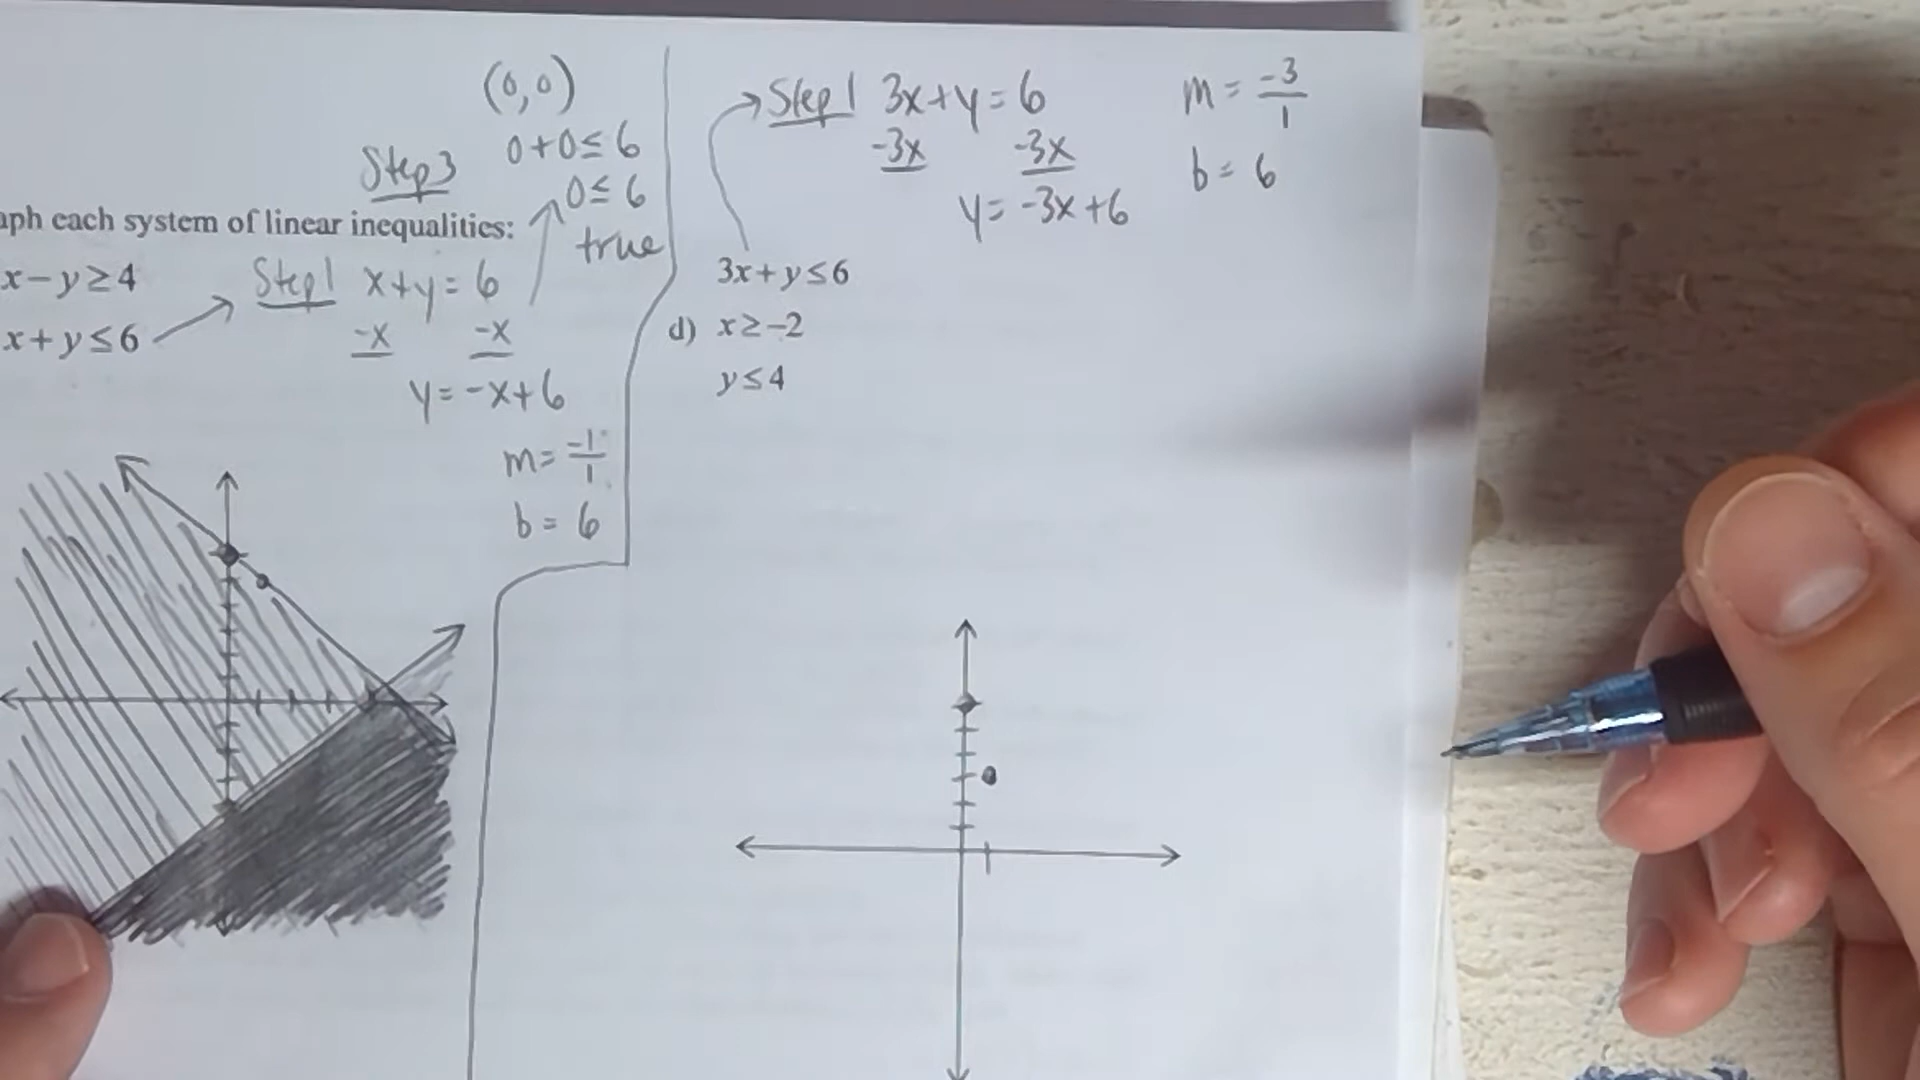 (0,0)
0+0≤6
Step 3
0≤6
true
each system of linear inequalities:
x−y≥4
x+y≤6
Step 1 x+y=6
-x -x
y=-x+6
m=-1/1
b=6
Step 1 3x+y=6
-3x -3x
y=-3x+6
m=-3/1
b=6
3x+y≤6
d) x≥−2
y≤4